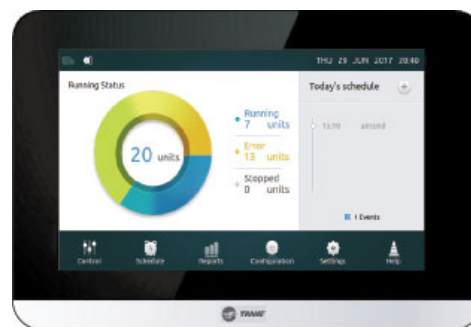 THU 29 JUN 2017 20:40
Running Status
Today's schedule +
20 units
Running
7 units
Error
13 units
Stopped
0 units
1 Events
Control Schedule Reports Configuration Settings Help
TRANE